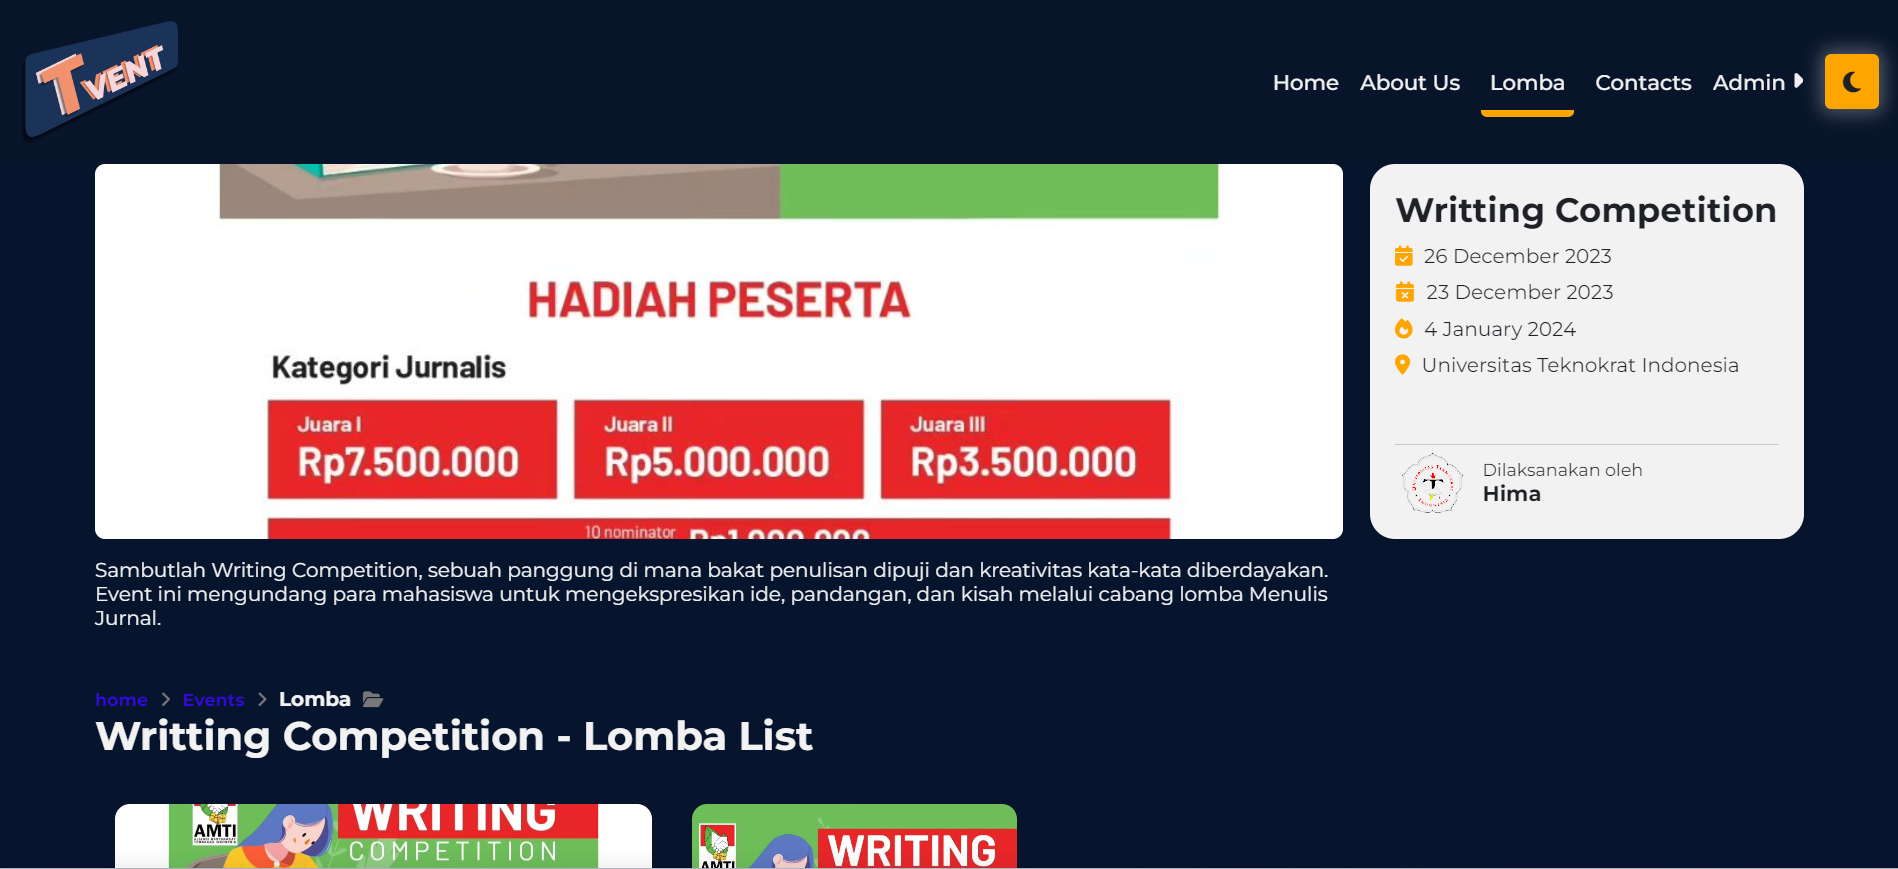 TVENT
Home About Us Lomba Contacts Admin
HADIAH PESERTA
Kategori Jurnalis
Juara I Juara II Juara III
Rp7.500.000 Rp5.000.000 Rp3.500.000
10 nominator Rp1.000.000
Writting Competition
26 December 2023
23 December 2023
4 January 2024
Universitas Teknokrat Indonesia
Dilaksanakan oleh
Hima
Sambutlah Writing Competition, sebuah panggung di mana bakat penulisan dipuji dan kreativitas kata-kata diberdayakan.
Event ini mengundang para mahasiswa untuk mengekspresikan ide, pandangan, dan kisah melalui cabang lomba Menulis
Jurnal.
home Events Lomba
Writting Competition - Lomba List
AMTI
WRITING
COMPETITION
AMTI
WRITING